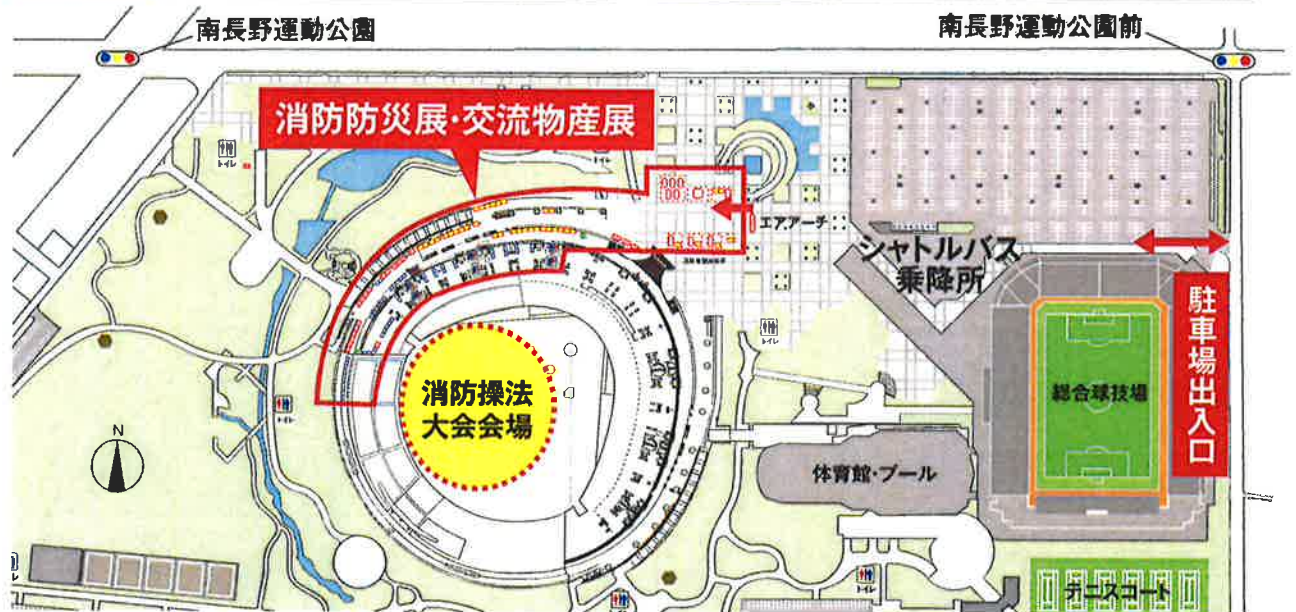 南長野運動公園
南長野運動公園前
消防防災展・交流物産展
トイレ
トイレ
エアアーチ
シャトルバス
乗降所
駐車場出入口
トイレ
総合球技場
消防操法
大会会場
トイレ
N
体育館・プール
テニスコート